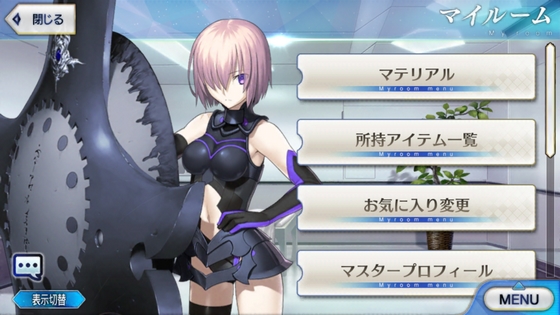 閉じる
マイルーム
マテリアル
Myroom menu
所持アイテム一覧
Myroom menu
お気に入り変更
Myroom menu
マスタープロフィール
表示切替
MENU